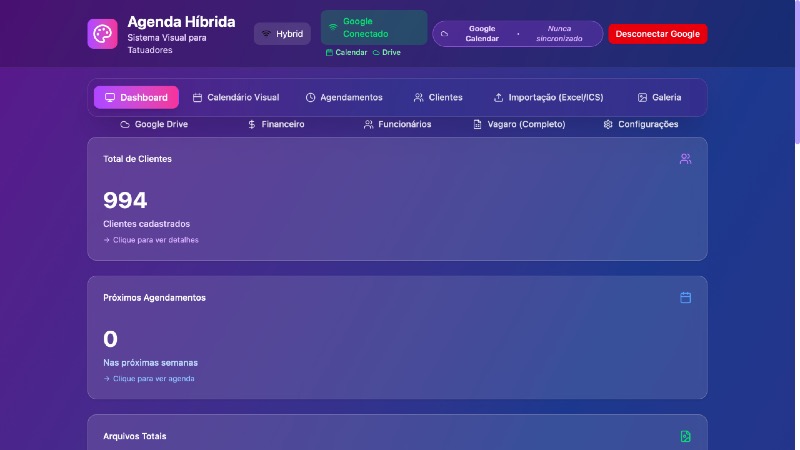 Agenda Híbrida
Sistema Visual para
Tatuadores
Hybrid
Google
Conectado
Calendar Drive
Google
Calendar
•
Nunca
sincronizado
Desconectar Google
Dashboard Calendário Visual Agendamentos Clientes Importação (Excel/ICS) Galeria
Google Drive Financeiro Funcionários Vagaro (Completo) Configurações
Total de Clientes
994
Clientes cadastrados
→ Clique para ver detalhes
Próximos Agendamentos
0
Nas próximas semanas
→ Clique para ver agenda
Arquivos Totais